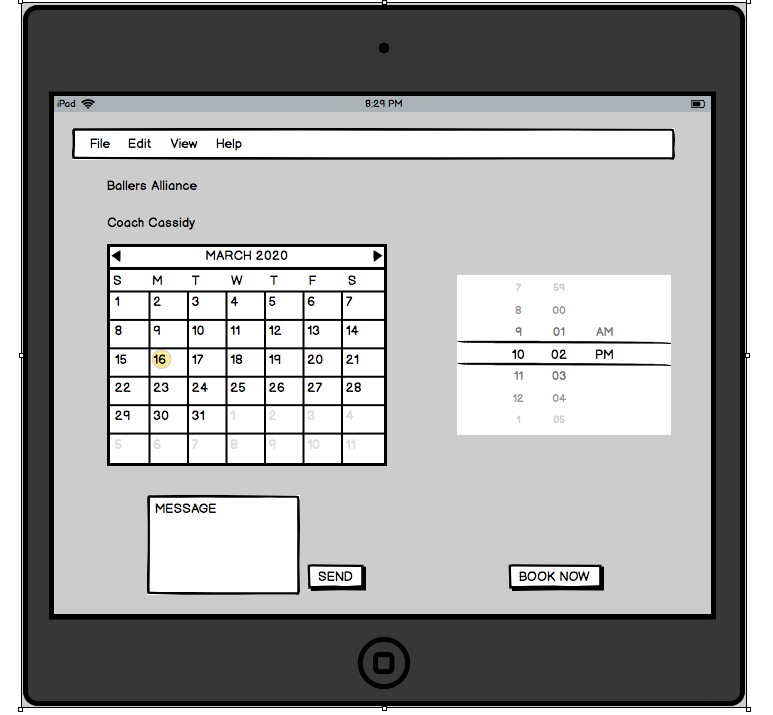 iPad 8:29 PM
File Edit View Help
Ballers Alliance
Coach Cassidy
MARCH 2020
S M T W T F S
1 2 3 4 5 6 7
8 9 10 11 12 13 14
15 16 17 18 19 20 21
22 23 24 25 26 27 28
29 30 31 1 2 3 4
5 6 7 8 9 10 11
7 59
8 00
9 01 AM
10 02 PM
11 03
12 04
1 05
MESSAGE
SEND
BOOK NOW